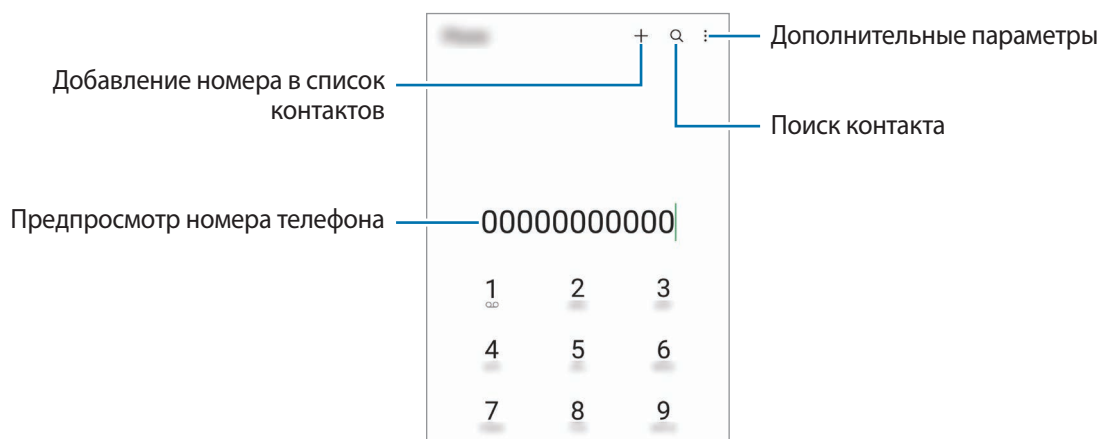 Дополнительные параметры
Добавление номера в список
контактов
Поиск контакта
Предпросмотр номера телефона
00000000000
1 2 3
4 5 6
7 8 9